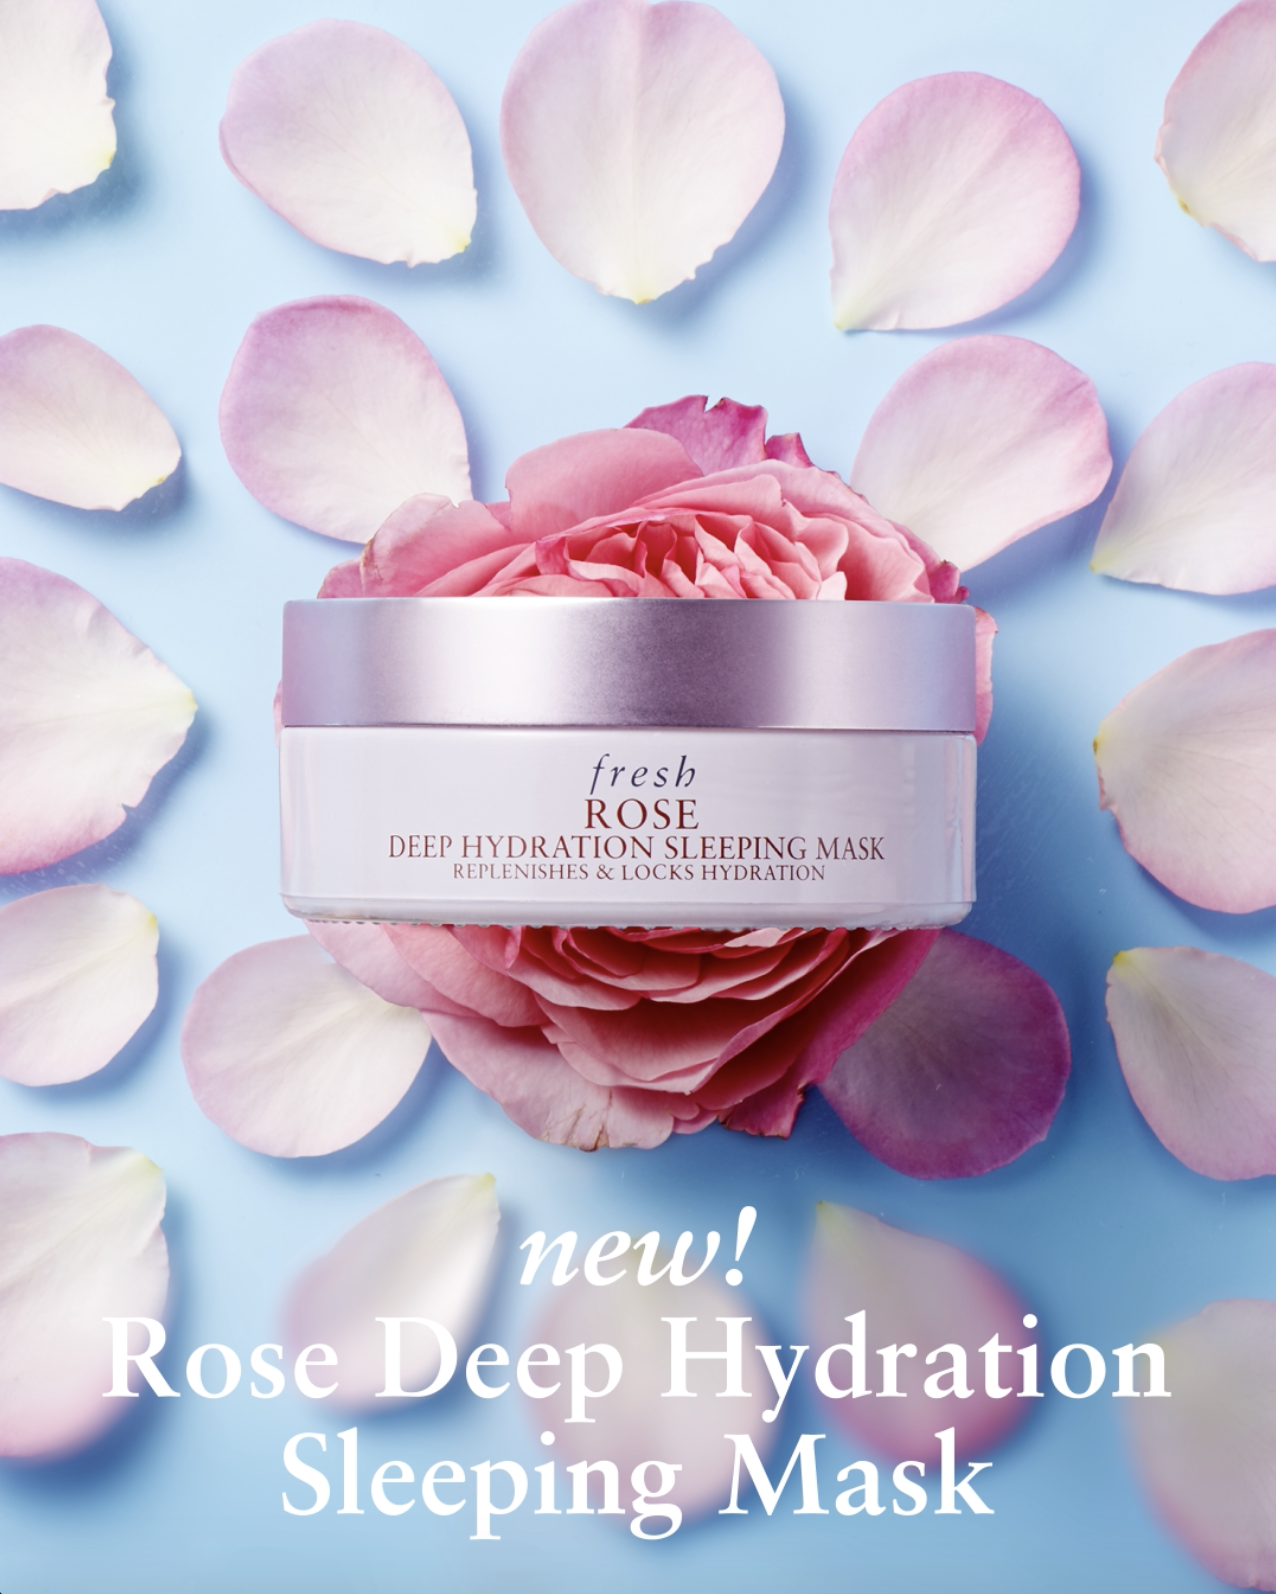 fresh
ROSE
DEEP HYDRATION SLEEPING MASK
REPLENISHES & LOCKS HYDRATION
new!
Rose Deep Hydration
Sleeping Mask